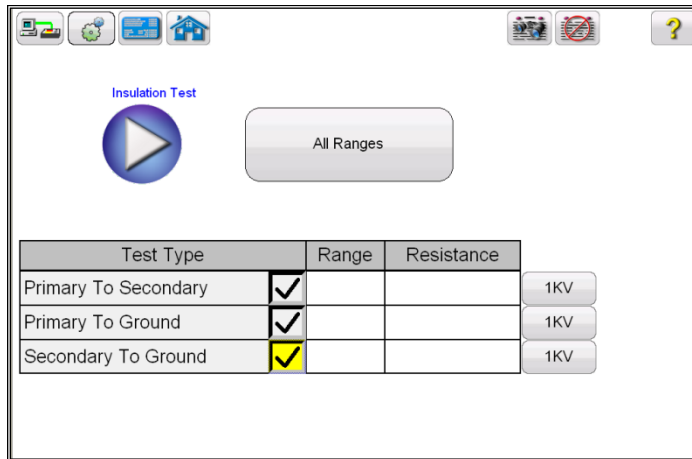 ?
Insulation Test
All Ranges
Test Type Range Resistance
Primary To Secondary 1KV
Primary To Ground 1KV
Secondary To Ground 1KV